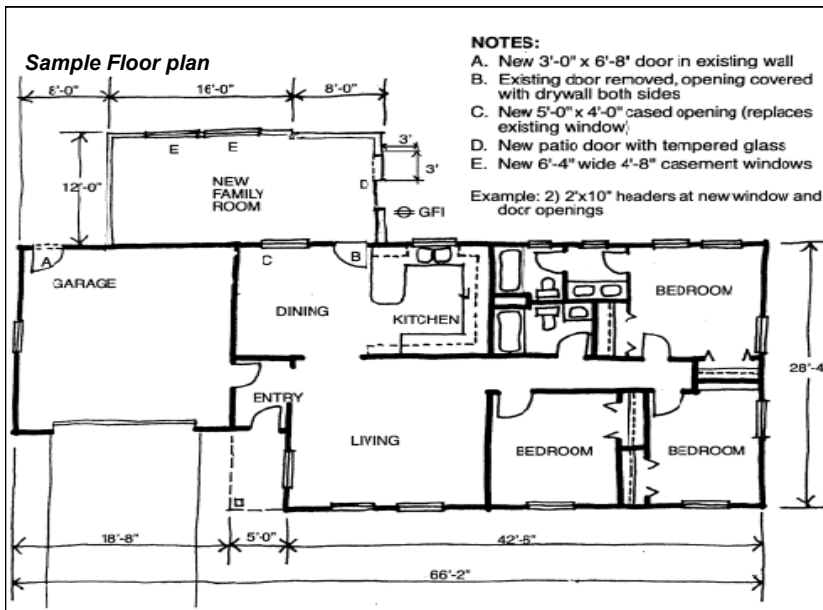 Sample Floor plan
NOTES:
A. New 3'-0" x 6'-8" door in existing wall
B. Existing door removed, opening covered
with drywall both sides
C. New 5'-0" x 4'-0" cased opening (replaces
existing window)
D. New patio door with tempered glass
E. New 6'-4" wide 4'-8" casement windows
Example: 2) 2"x10" headers at new window and
door openings
8'-0" 16'-0" 8'-0"
E E
3'
3'
D
12'-0"
NEW
FAMILY
ROOM
GFI
A
C
B
GARAGE
DINING
KITCHEN
BEDROOM
28'-4
ENTRY
LIVING
BEDROOM
BEDROOM
18'-8" 5'-0" 42'-6"
66'-2"